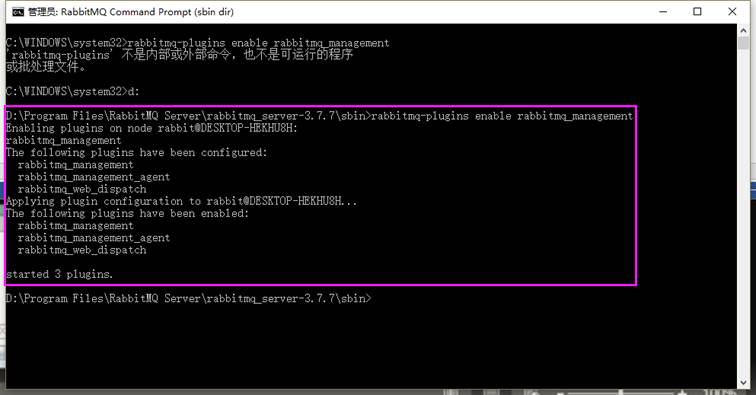 管理员: RabbitMQ Command Prompt (sbin dir)
C:\WINDOWS\system32>rabbitmq-plugins enable rabbitmq_management
'rabbitmq-plugins' 不是内部或外部命令，也不是可运行的程序
或批处理文件。
C:\WINDOWS\system32>d:
D:\Program Files\RabbitMQ Server\rabbitmq_server-3.7.7\sbin>rabbitmq-plugins enable rabbitmq_management
Enabling plugins on node rabbit@DESKTOP-HEKHU8H:
rabbitmq_management
The following plugins have been configured:
  rabbitmq_management
  rabbitmq_management_agent
  rabbitmq_web_dispatch
Applying plugin configuration to rabbit@DESKTOP-HEKHU8H...
The following plugins have been enabled:
  rabbitmq_management
  rabbitmq_management_agent
  rabbitmq_web_dispatch
started 3 plugins.
D:\Program Files\RabbitMQ Server\rabbitmq_server-3.7.7\sbin>